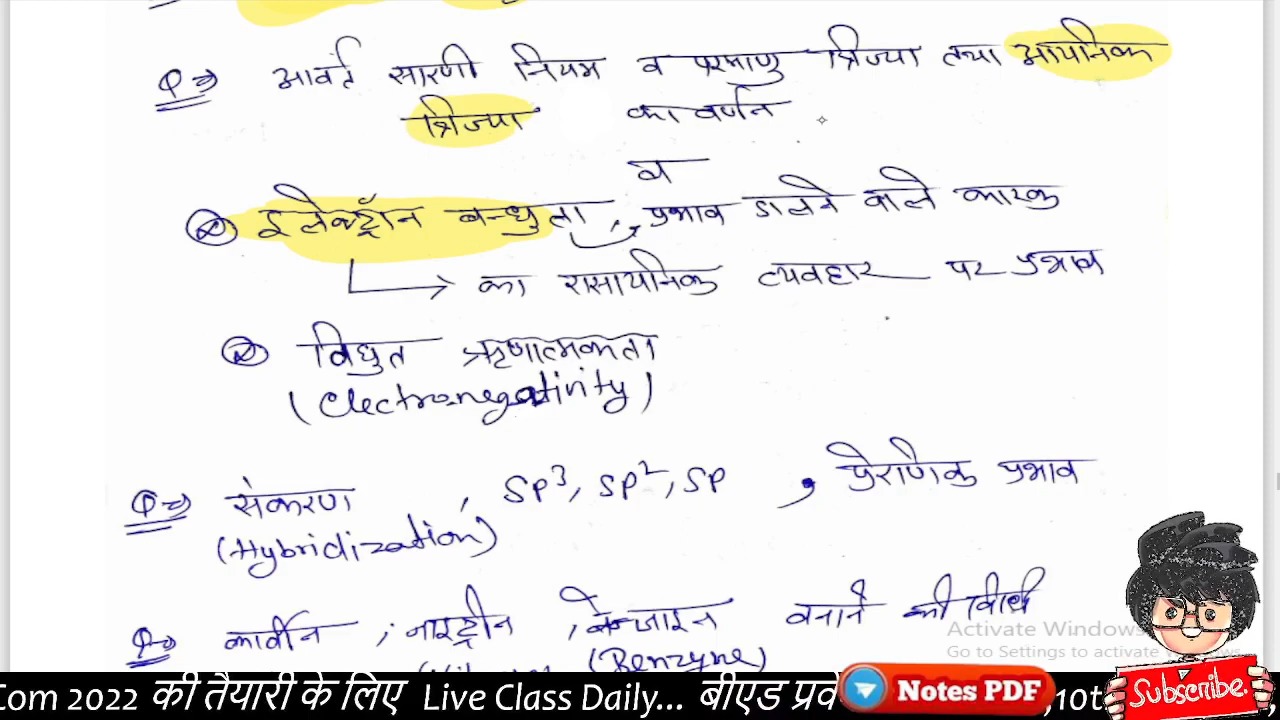 Q ⇒ आवर्त सारणी नियम व परमाणु त्रिज्या तथा आयनिक
त्रिज्या का वर्णन
व
इलेक्ट्रॉन बन्धुता , प्रभाव डालने वाले कारक
का रासायनिक व्यवहार पर प्रभाव
विधुत ऋणात्मकता
(Electronegativity)
Q ⇒ संकरण , SP³, SP², SP , प्रेरणिक प्रभाव
(Hybridization)
Q ⇒ कार्बीन , नाइट्रीन , बेन्जाइन बनाने की विधि
(Benzyne)
Activate Windows
Go to Settings to activate Windows
Com 2022 की तैयारी के लिए Live Class Daily... बीएड प्रवे
Notes PDF
,10t
Subscribe.